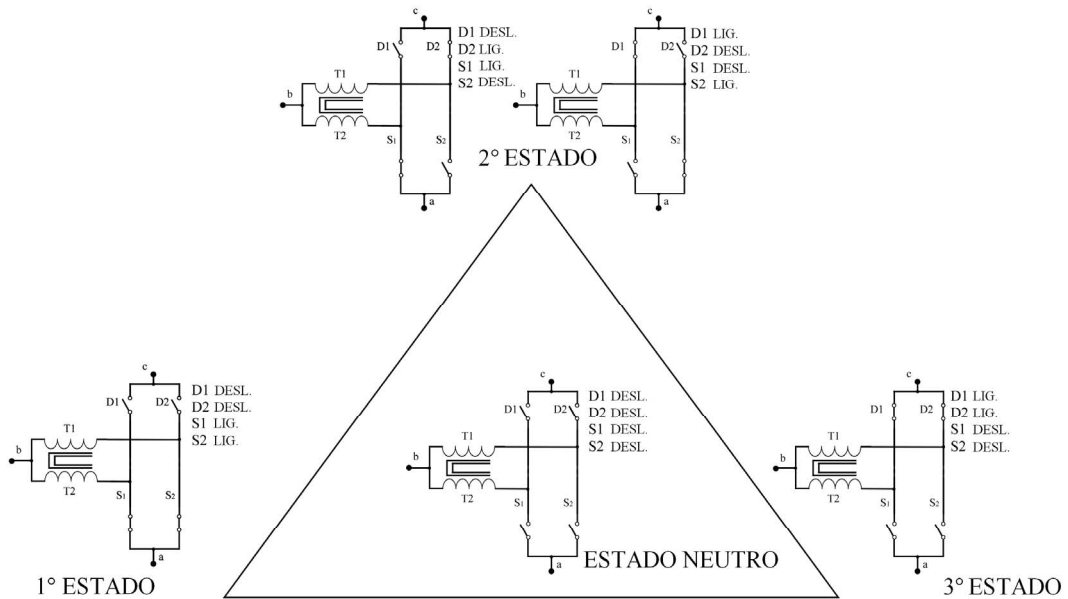 c
D1 DESL.
D1
D2
D2 LIG.
S1 LIG.
T1
S2 DESL.
b
T2
S1
S2
a
c
D1 LIG.
D1
D2
D2 DESL.
S1 DESL.
T1
S2 LIG.
b
T2
S1
S2
a
2° ESTADO
c
D1 DESL.
D1
D2
D2 DESL.
S1 LIG.
T1
S2 LIG.
b
T2
S1
S2
a
1° ESTADO
c
D1 DESL.
D1
D2
D2 DESL.
S1 DESL.
T1
S2 DESL.
b
T2
S1
S2
a
ESTADO NEUTRO
c
D1 LIG.
D1
D2
D2 LIG.
S1 DESL.
T1
S2 DESL.
b
T2
S1
S2
a
3° ESTADO